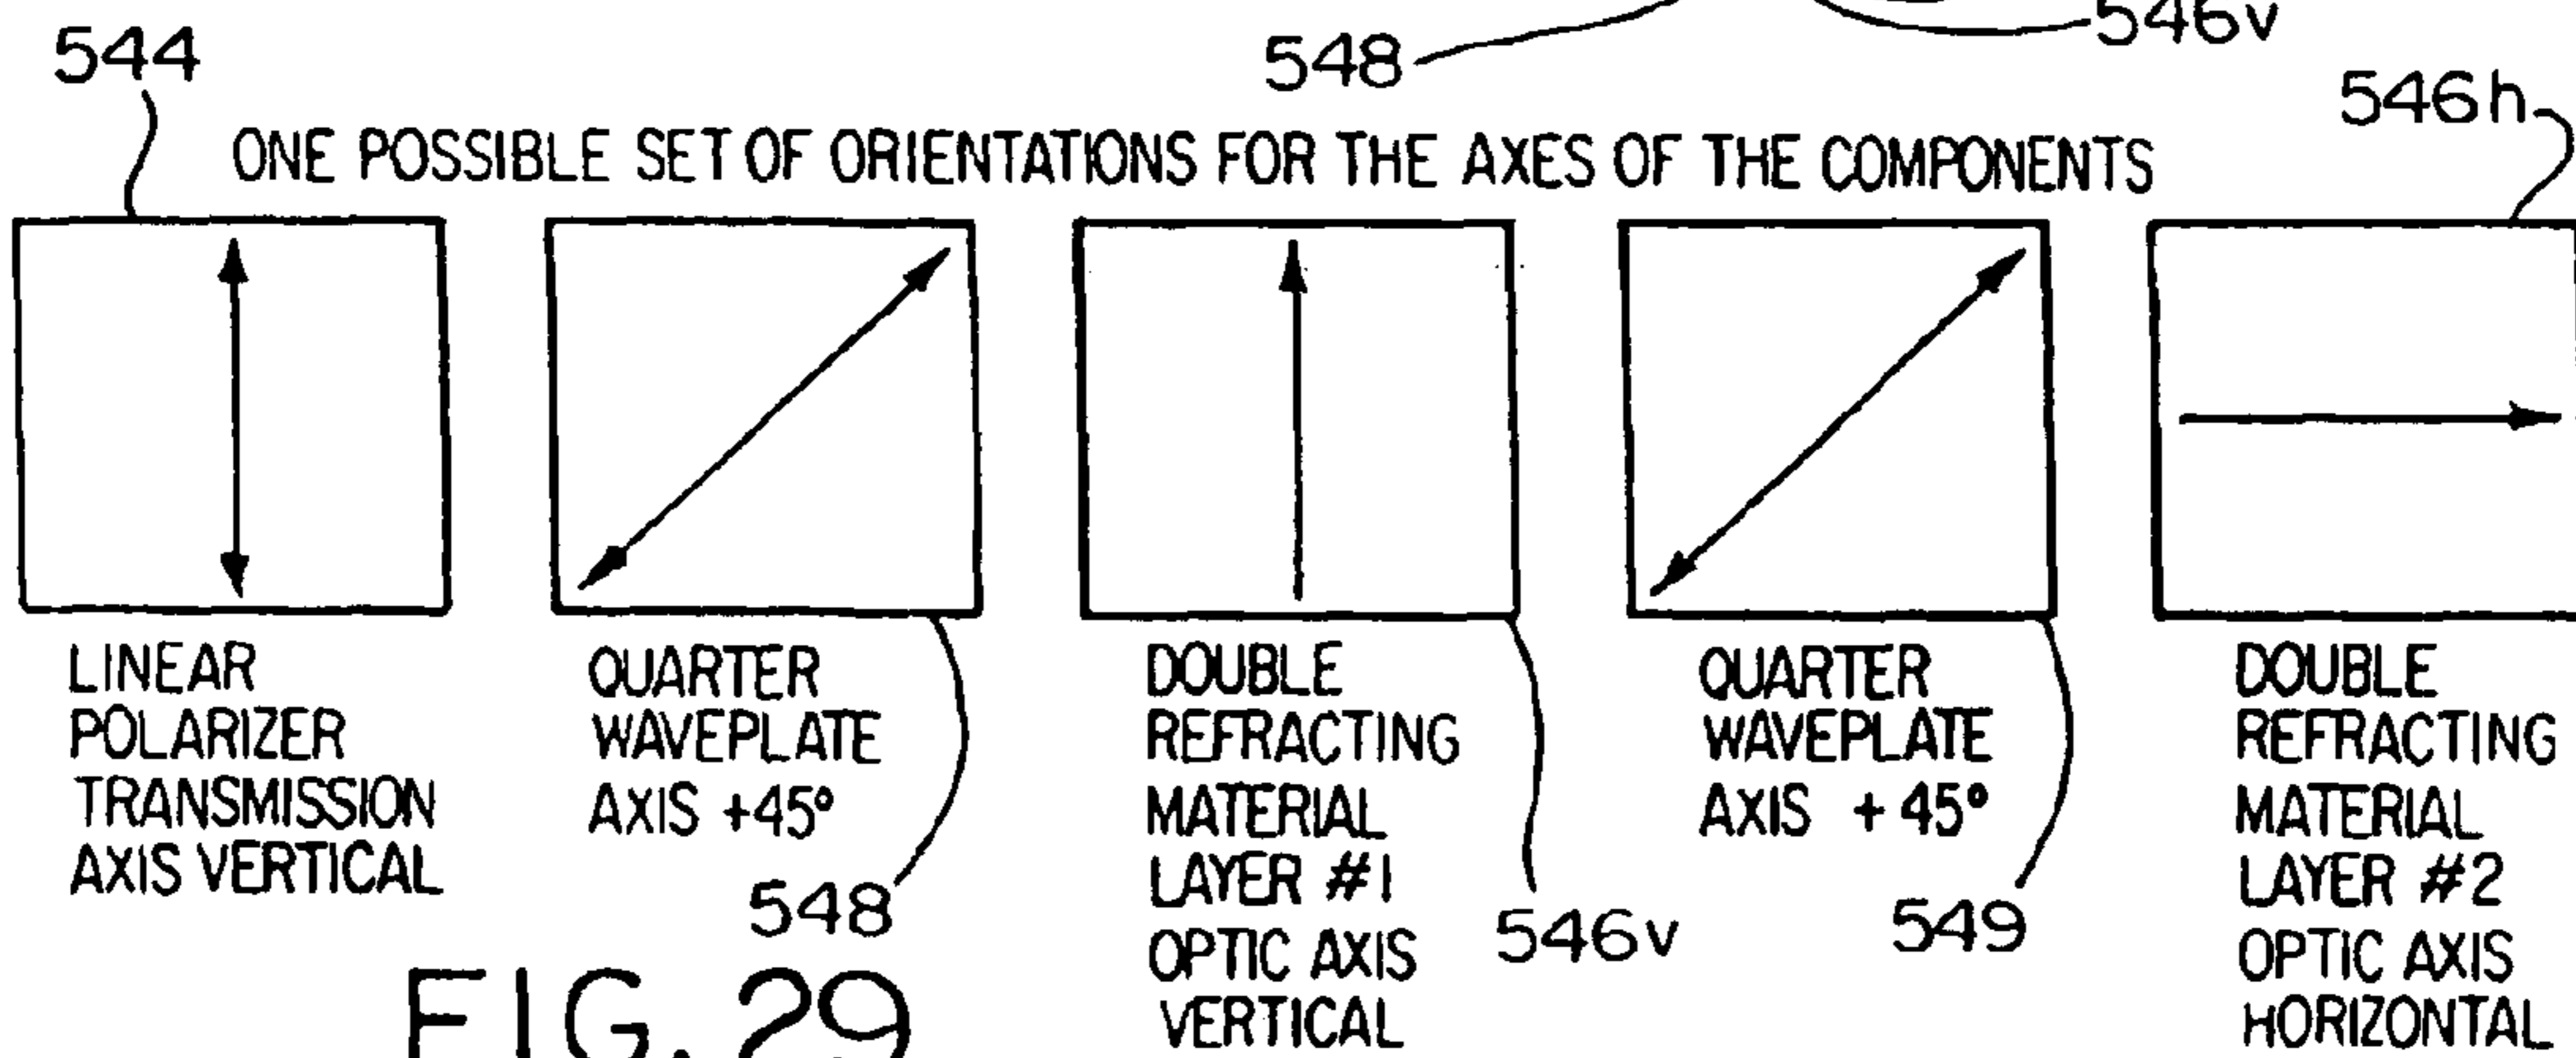 546v
548
544
546h
ONE POSSIBLE SET OF ORIENTATIONS FOR THE AXES OF THE COMPONENTS
LINEAR
POLARIZER
TRANSMISSION
AXIS VERTICAL
QUARTER
WAVEPLATE
AXIS +45°
548
DOUBLE
REFRACTING
MATERIAL
LAYER #1
OPTIC AXIS
VERTICAL
546v
QUARTER
WAVEPLATE
AXIS +45°
549
DOUBLE
REFRACTING
MATERIAL
LAYER #2
OPTIC AXIS
HORIZONTAL
FIG. 29